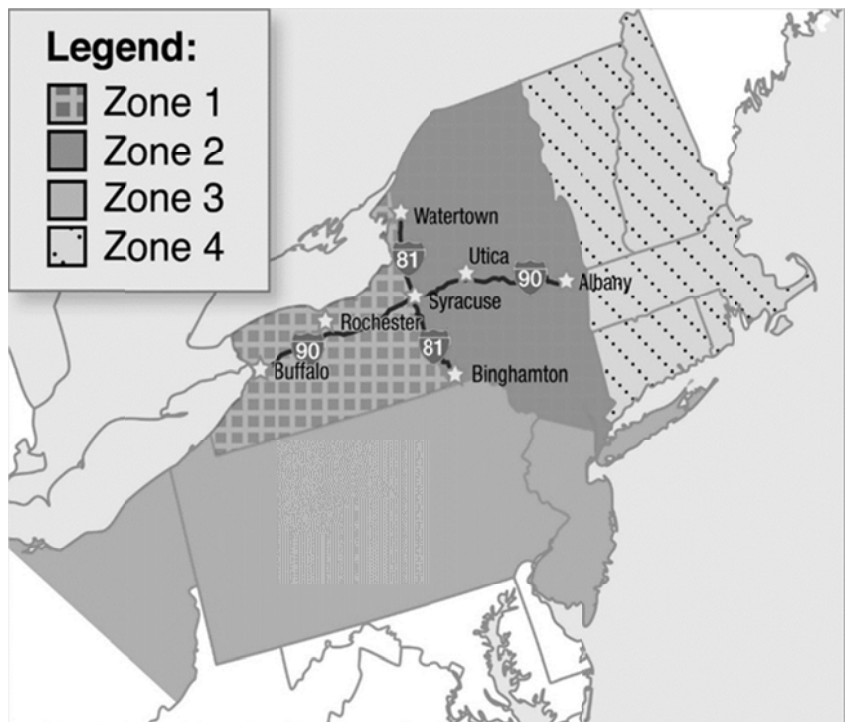 Legend:
Zone 1
Zone 2
Zone 3
Zone 4
Watertown
81
Utica
90
Albany
Syracuse
Rochester
90
81
Buffalo
Binghamton